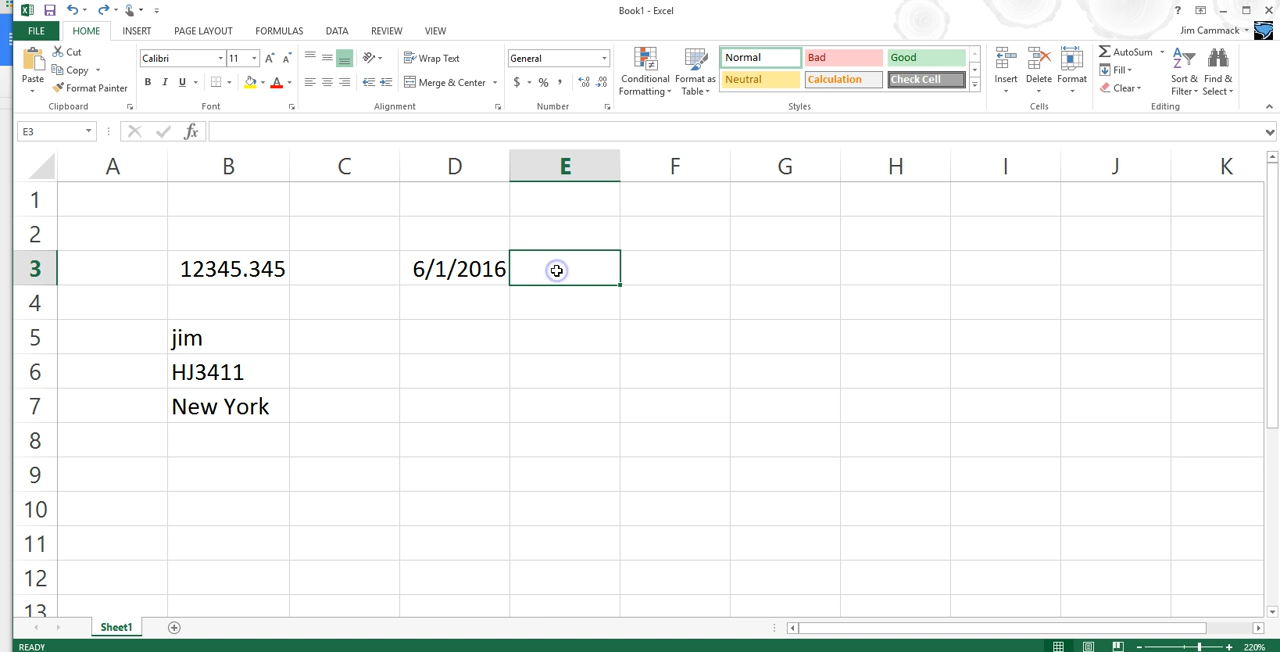 Book1 - Excel
?
FILE HOME INSERT PAGE LAYOUT FORMULAS DATA REVIEW VIEW Jim Cammack
Paste
Cut
Copy
Format Painter
Clipboard
Calibri 11
B I U A
Font
Wrap Text
Merge & Center
Alignment
General
$ % ,
Number
Conditional Formatting
Format as Table
Normal Bad Good
Neutral Calculation Check Cell
Styles
Insert Delete Format
Cells
AutoSum
Fill
Clear
Sort & Filter
Find & Select
Editing
E3 fx
A B C D E F G H I J K
1
2
3 12345.345 6/1/2016
4
5 jim
6 HJ3411
7 New York
8
9
10
11
12
13
Sheet1
READY 220%